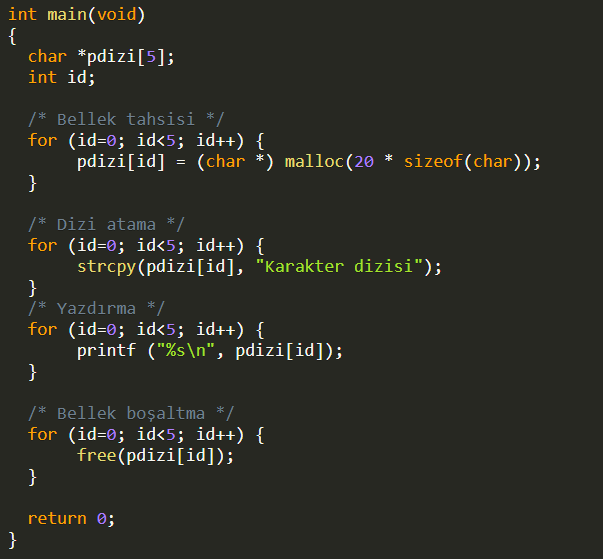 int main(void)
{
  char *pdizi[5];
  int id;

  /* Bellek tahsisi */
  for (id=0; id<5; id++) {
       pdizi[id] = (char *) malloc(20 * sizeof(char));
  }

  /* Dizi atama */
  for (id=0; id<5; id++) {
       strcpy(pdizi[id], "Karakter dizisi");
  }
  /* Yazdırma */
  for (id=0; id<5; id++) {
       printf ("%s\n", pdizi[id]);
  }

  /* Bellek boşaltma */
  for (id=0; id<5; id++) {
       free(pdizi[id]);
  }

  return 0;
}